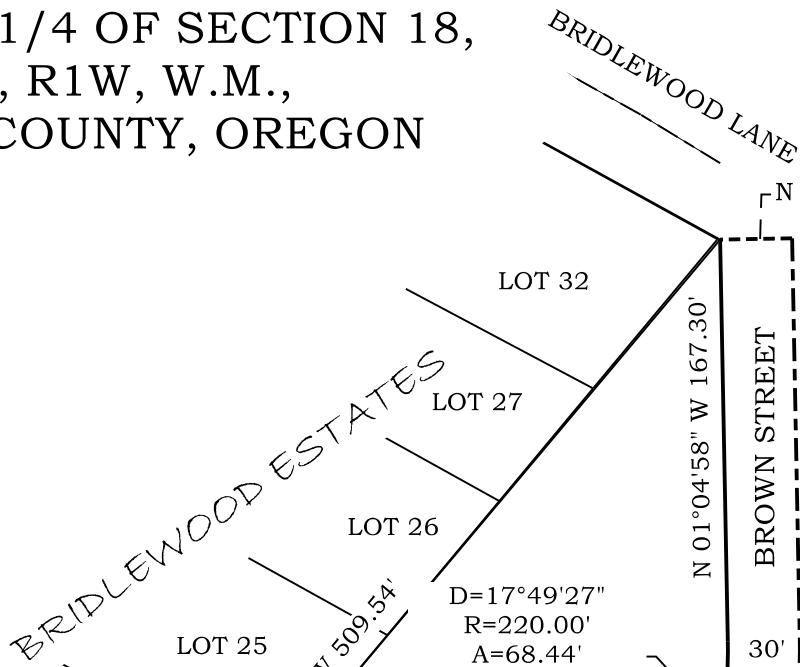 1/4 OF SECTION 18,
, R1W, W.M.,
COUNTY, OREGON
BRIDLEWOOD LANE
N
LOT 32
N 01°04'58" W 167.30'
BROWN STREET
BRIDLEWOOD ESTATES
LOT 27
LOT 26
LOT 25
W 509.54'
D=17°49'27"
R=220.00'
A=68.44'
30'